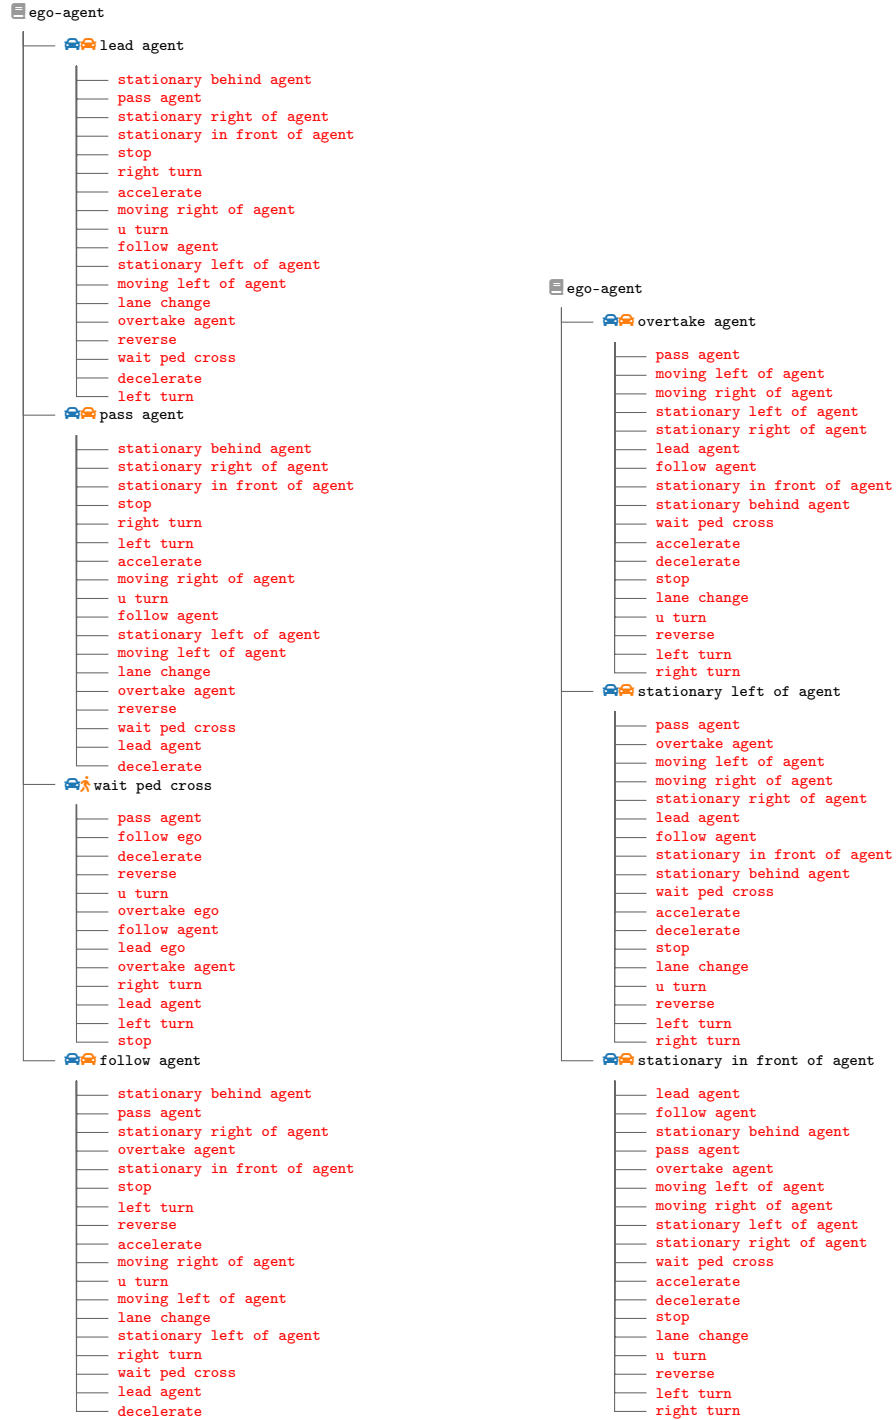 ego-agent
lead agent
stationary behind agent
pass agent
stationary right of agent
stationary in front of agent
stop
right turn
accelerate
moving right of agent
u turn
follow agent
stationary left of agent
moving left of agent
lane change
overtake agent
reverse
wait ped cross
decelerate
left turn
pass agent
stationary behind agent
stationary right of agent
stationary in front of agent
stop
right turn
left turn
accelerate
moving right of agent
u turn
follow agent
stationary left of agent
moving left of agent
lane change
overtake agent
reverse
wait ped cross
lead agent
decelerate
wait ped cross
pass agent
follow ego
decelerate
reverse
u turn
overtake ego
follow agent
lead ego
overtake agent
right turn
lead agent
left turn
stop
follow agent
stationary behind agent
pass agent
stationary right of agent
overtake agent
stationary in front of agent
stop
left turn
reverse
accelerate
moving right of agent
u turn
moving left of agent
lane change
stationary left of agent
right turn
wait ped cross
lead agent
decelerate
ego-agent
overtake agent
pass agent
moving left of agent
moving right of agent
stationary left of agent
stationary right of agent
lead agent
follow agent
stationary in front of agent
stationary behind agent
wait ped cross
accelerate
decelerate
stop
lane change
u turn
reverse
left turn
right turn
stationary left of agent
pass agent
overtake agent
moving left of agent
moving right of agent
stationary right of agent
lead agent
follow agent
stationary in front of agent
stationary behind agent
wait ped cross
accelerate
decelerate
stop
lane change
u turn
reverse
left turn
right turn
stationary in front of agent
lead agent
follow agent
stationary behind agent
pass agent
overtake agent
moving left of agent
moving right of agent
stationary left of agent
stationary right of agent
wait ped cross
accelerate
decelerate
stop
lane change
u turn
reverse
left turn
right turn